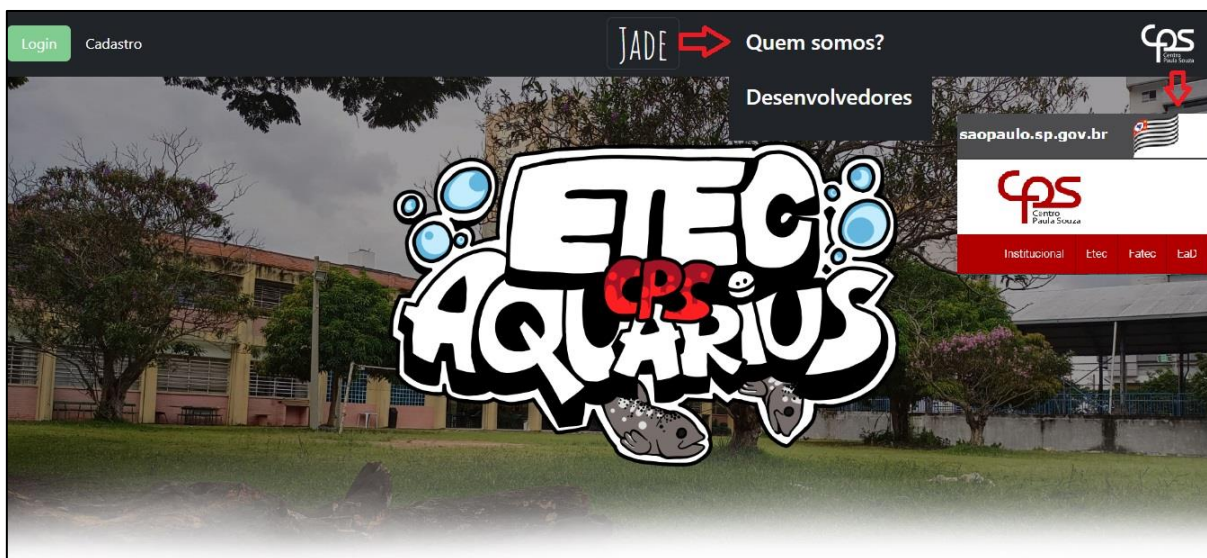 Login
Cadastro
JADE
Quem somos?
CPS
Centro
Paula Souza
Desenvolvedores
saopaulo.sp.gov.br
CPS
Centro
Paula Souza
Institucional Etec Fatec EaD
ETEC
CPS
AQUARIUS